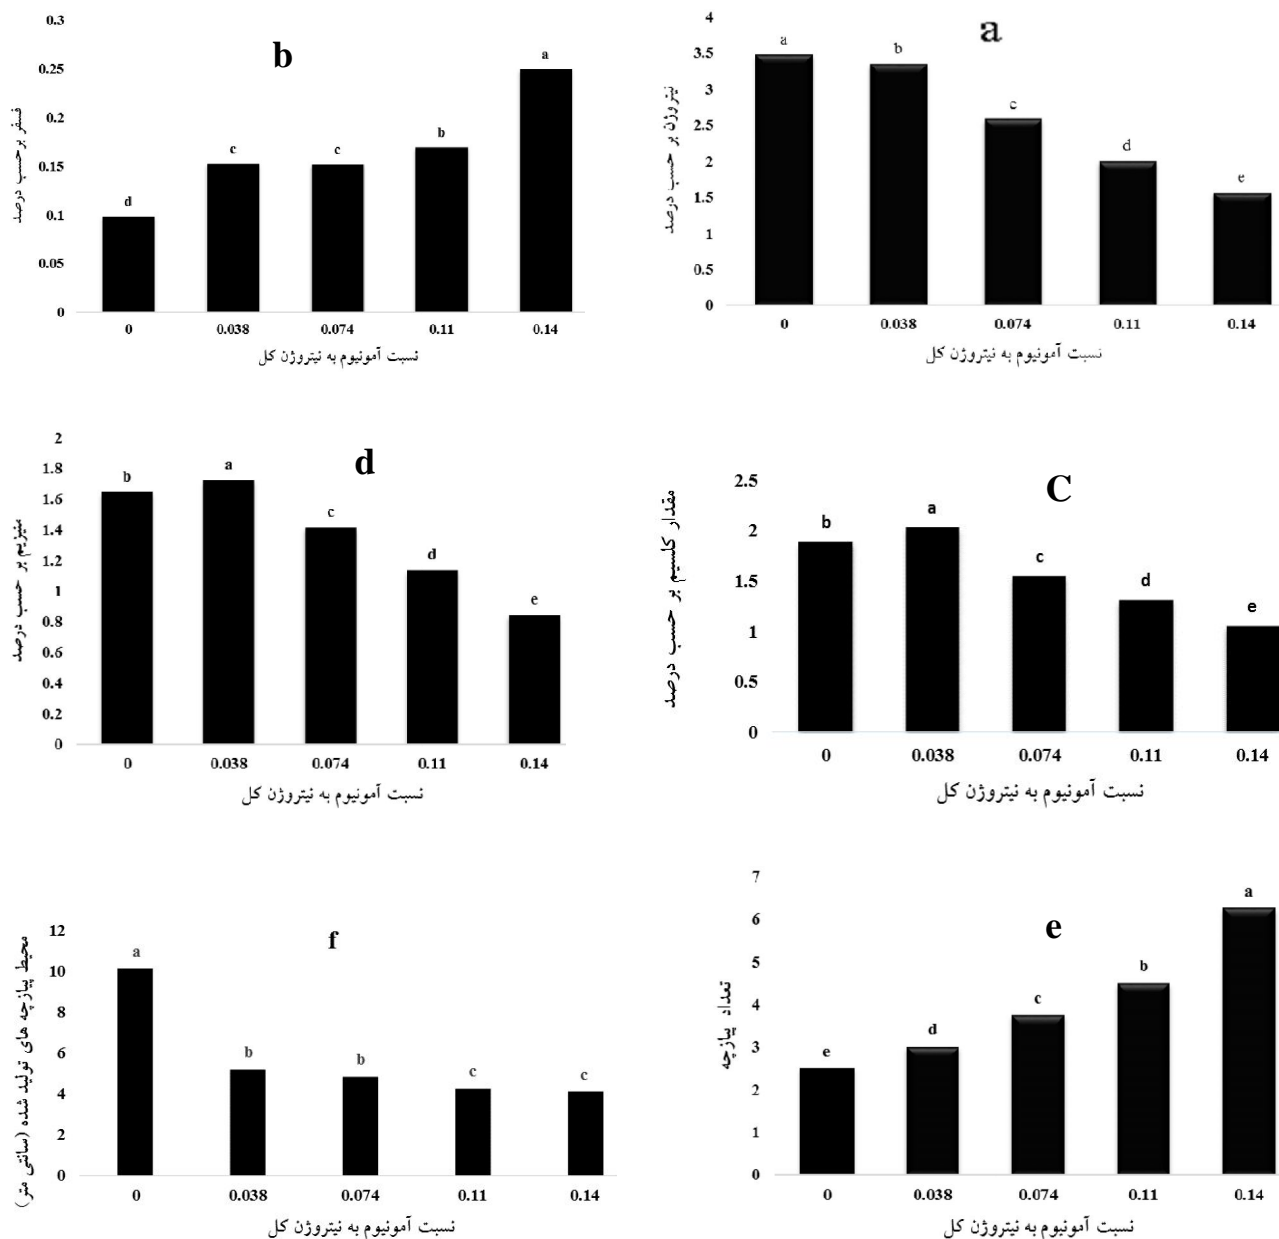 b
0.3
0.25
0.2
0.15
0.1
0.05
0
d
c
c
b
a
0 0.038 0.074 0.11 0.14
فسفر برحسب درصد
نسبت آمونیوم به نیتروژن کل
a
4
3.5
3
2.5
2
1.5
1
0.5
0
a
b
c
d
e
0 0.038 0.074 0.11 0.14
نیتروژن بر حسب درصد
نسبت آمونیوم به نیتروژن کل
d
2
1.8
1.6
1.4
1.2
1
0.8
0.6
0.4
0.2
0
b
a
c
d
e
0 0.038 0.074 0.11 0.14
منیزیم بر حسب درصد
نسبت آمونیوم به نیتروژن کل
C
2.5
2
1.5
1
0.5
0
b
a
c
d
e
0 0.038 0.074 0.11 0.14
مقدار کلسیم بر حسب درصد
نسبت آمونیوم به نیتروژن کل
f
12
10
8
6
4
2
0
a
b
b
c
c
0 0.038 0.074 0.11 0.14
محیط پیازچه های تولید شده (سانتی متر)
نسبت آمونیوم به نیتروژن کل
e
7
6
5
4
3
2
1
0
e
d
c
b
a
0 0.038 0.074 0.11 0.14
تعداد پیازچه
نسبت آمونیوم به نیتروژن کل